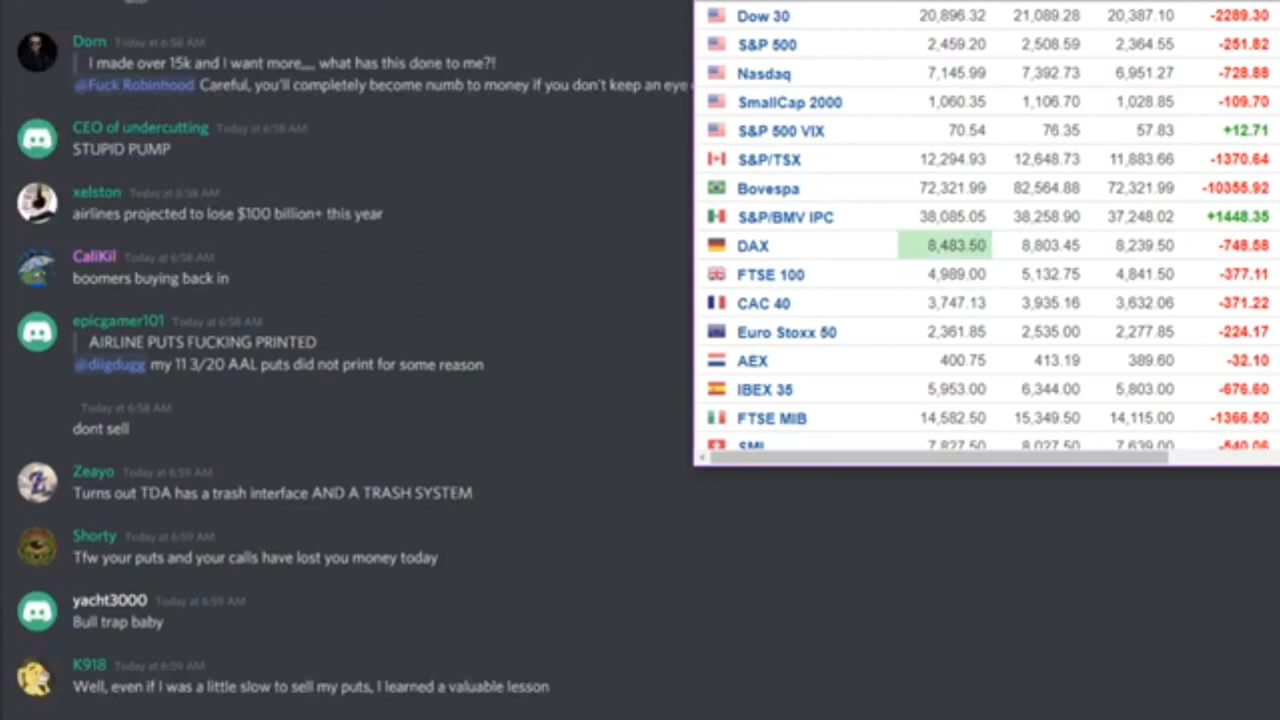 Dorn Today at 6:58 AM
I made over 15k and I want more,,,, what has this done to me?!
@Fuck Robinhood Careful, you'll completely become numb to money if you don't keep an eye
CEO of undercutting Today at 6:58 AM
STUPID PUMP
xelston Today at 6:58 AM
airlines projected to lose $100 billion+ this year
CaliKil Today at 6:58 AM
boomers buying back in
epicgamer101 Today at 6:58 AM
AIRLINE PUTS FUCKING PRINTED
@diigdugg my 11 3/20 AAL puts did not print for some reason
Today at 6:58 AM
dont sell
Zeayo Today at 6:59 AM
Turns out TDA has a trash interface AND A TRASH SYSTEM
Shorty Today at 6:59 AM
Tfw your puts and your calls have lost you money today
yacht3000 Today at 6:59 AM
Bull trap baby
K918 Today at 6:59 AM
Well, even if I was a little slow to sell my puts, I learned a valuable lesson
Dow 30 20,896.32 21,089.28 20,387.10 -2289.30
S&P 500 2,459.20 2,508.59 2,364.55 -251.82
Nasdaq 7,145.99 7,392.73 6,951.27 -728.88
SmallCap 2000 1,060.35 1,106.70 1,028.85 -109.70
S&P 500 VIX 70.54 76.35 57.83 +12.71
S&P/TSX 12,294.93 12,648.73 11,883.66 -1370.64
Bovespa 72,321.99 82,564.88 72,321.99 -10355.92
S&P/BMV IPC 38,085.05 38,258.90 37,248.02 +1448.35
DAX 8,483.50 8,803.45 8,239.50 -748.58
FTSE 100 4,989.00 5,132.75 4,841.50 -377.11
CAC 40 3,747.13 3,935.16 3,632.06 -371.22
Euro Stoxx 50 2,361.85 2,535.00 2,277.85 -224.17
AEX 400.75 413.19 389.60 -32.10
IBEX 35 5,953.00 6,344.00 5,803.00 -676.60
FTSE MIB 14,582.50 15,349.50 14,115.00 -1366.50
SMI 7,827.50 8,027.50 7,639.00 -540.06